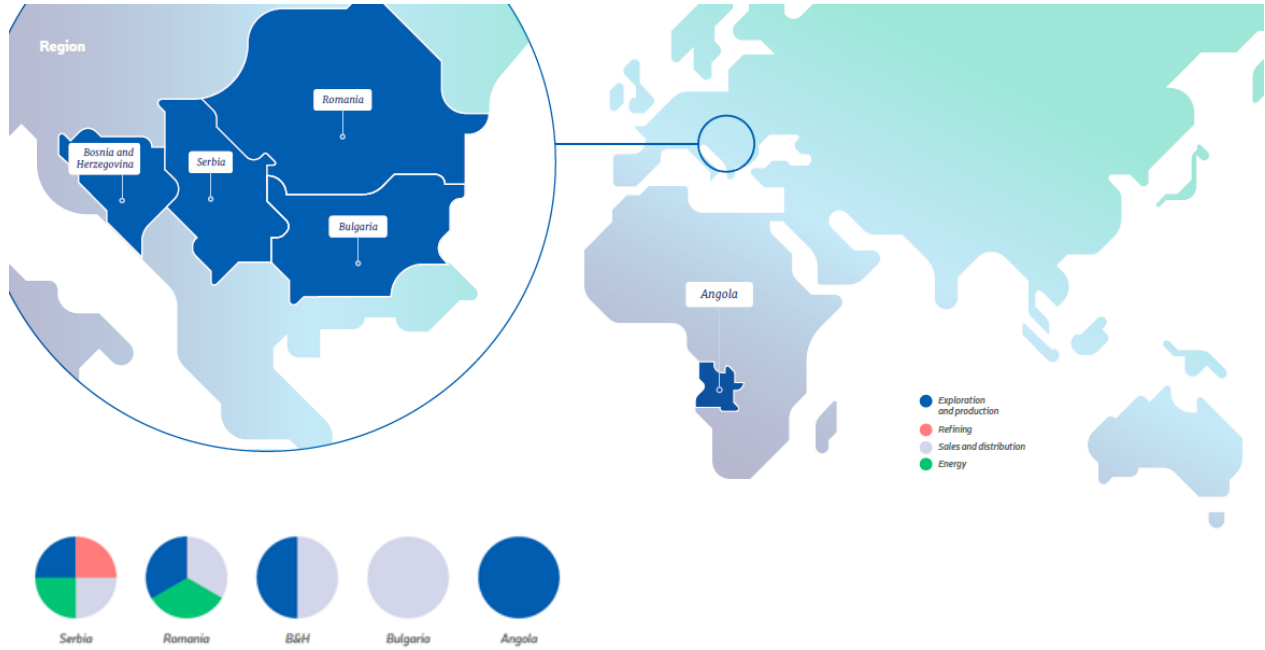 Region
Romania
Bosnia and
Herzegovina
Serbia
Bulgaria
Angola
Exploration
and production
Refining
Sales and distribution
Energy
Serbia
Romania
B&H
Bulgaria
Angola